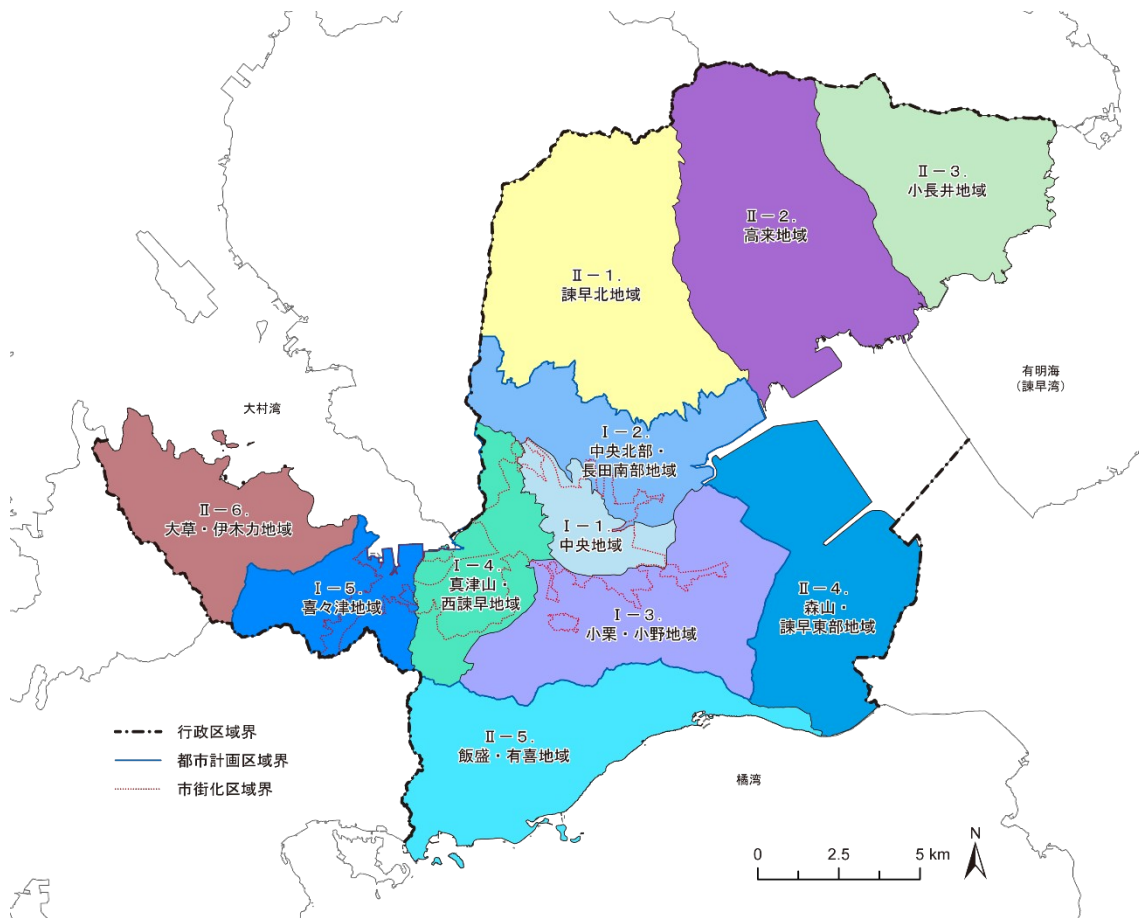 Ⅱ－3.
小長井地域
Ⅱ－2.
高来地域
Ⅱ－1.
諫早北地域
有明海
（諫早湾）
大村湾
Ⅰ－2.
中央北部・
長田南部地域
Ⅱ－6.
大草・伊木力地域
Ⅰ－1.
中央地域
Ⅰ－4.
真津山・
西諫早地域
Ⅰ－5.
喜々津地域
Ⅱ－4.
森山・
諫早東部地域
Ⅰ－3.
小栗・小野地域
Ⅱ－5.
飯盛・有喜地域
行政区域界
都市計画区域界
市街化区域界
橘湾
N
0 2.5 5 km